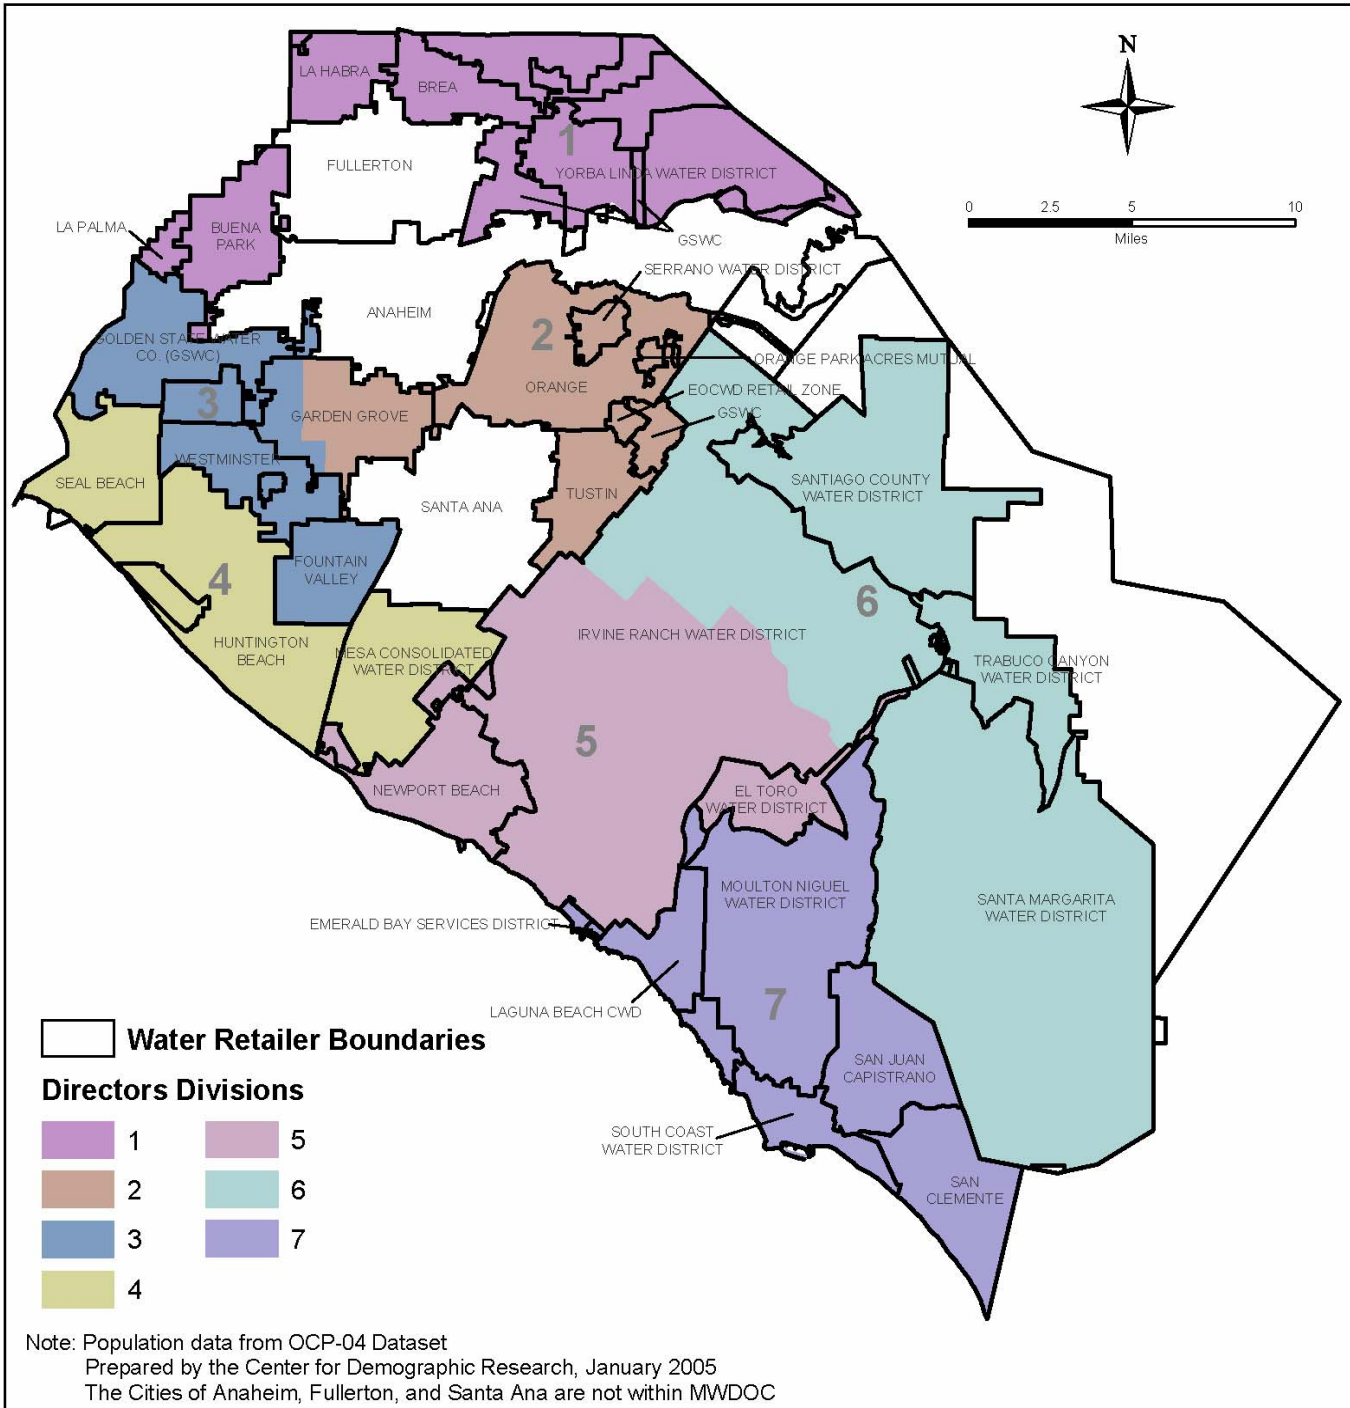 N
LA HABRA
BREA
1
FULLERTON
YORBA LINDA WATER DISTRICT
0 2.5 5 10
Miles
LA PALMA
BUENA
PARK
GSWC
SERRANO WATER DISTRICT
ANAHEIM
2
GOLDEN STATE WATER
CO. (GSWC)
ORANGE PARK ACRES MUTUAL
ORANGE
EOCWD RETAIL ZONE
3
GARDEN GROVE
GSWC
WESTMINSTER
SEAL BEACH
SANTA ANA
TUSTIN
SANTIAGO COUNTY
WATER DISTRICT
FOUNTAIN
VALLEY
4
6
HUNTINGTON
BEACH
IRVINE RANCH WATER DISTRICT
MESA CONSOLIDATED
WATER DISTRICT
TRABUCO CANYON
WATER DISTRICT
5
NEWPORT BEACH
EL TORO
WATER DISTRICT
MOULTON NIGUEL
WATER DISTRICT
SANTA MARGARITA
WATER DISTRICT
EMERALD BAY SERVICES DISTRICT
LAGUNA BEACH CWD
7
SAN JUAN
CAPISTRANO
SOUTH COAST
WATER DISTRICT
SAN
CLEMENTE
Water Retailer Boundaries
Directors Divisions
1 5
2 6
3 7
4
Note: Population data from OCP-04 Dataset
Prepared by the Center for Demographic Research, January 2005
The Cities of Anaheim, Fullerton, and Santa Ana are not within MWDOC